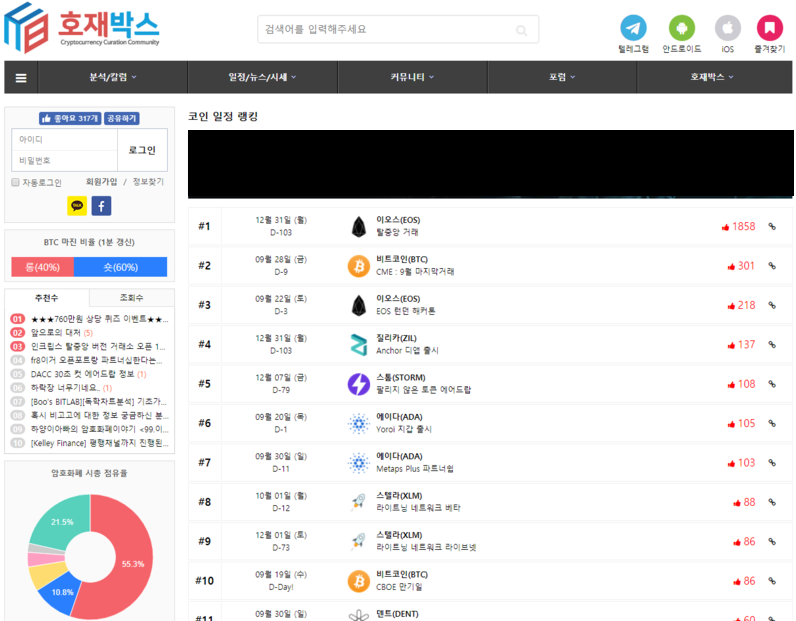 호재박스
Cryptocurrency Curation Community
검색어를 입력해주세요
텔레그램
안드로이드
iOS
즐겨찾기
분석/칼럼
일정/뉴스/시세
커뮤니티
포럼
호재박스
좋아요 317개
공유하기
아이디
비밀번호
로그인
자동로그인
회원가입 / 정보찾기
TALK
f
BTC 마진 비율 (1분 갱신)
롱(40%)
숏(60%)
추천수
조회수
01 ★★★760만원 상당 퀴즈 이벤트★★...
02 앞으로의 대처 (5)
03 인크립스 탈중앙 버전 거래소 오픈 1...
04 fr8이거 오픈포트랑 파트너십한다는...
05 DACC 30초 컷 에어드랍 정보 (1)
06 하락장 너무기네요.. (1)
07 [Boo's BITLAB][독학차트분석] 기초가...
08 혹시 비고고에 대한 정보 궁금하신 분...
09 하양이아빠의 암호화폐이야기 <99.이...
10 [Kelley Finance] 평행채널까지 진행된...
암호화폐 시총 점유율
21.5%
55.3%
10.8%
코인 일정 랭킹
#1
12월 31일 (월)
D-103
이오스(EOS)
탈중앙 거래
1858
#2
09월 28일 (금)
D-9
비트코인(BTC)
CME : 9월 마지막거래
301
#3
09월 22일 (토)
D-3
이오스(EOS)
EOS 런던 해커톤
218
#4
12월 31일 (월)
D-103
질리카(ZIL)
Anchor 디앱 출시
137
#5
12월 07일 (금)
D-79
스톰(STORM)
팔리지 않은 토큰 에어드랍
108
#6
09월 20일 (목)
D-1
에이다(ADA)
Yoroi 지갑 출시
105
#7
09월 30일 (일)
D-11
에이다(ADA)
Metaps Plus 파트너쉽
103
#8
10월 01일 (월)
D-12
스텔라(XLM)
라이트닝 네트워크 베타
88
#9
12월 01일 (토)
D-73
스텔라(XLM)
라이트닝 네트워크 라이브넷
86
#10
09월 19일 (수)
D-Day!
비트코인(BTC)
CBOE 만기일
86
#11
09월 30일 (일)
덴트(DENT)
60